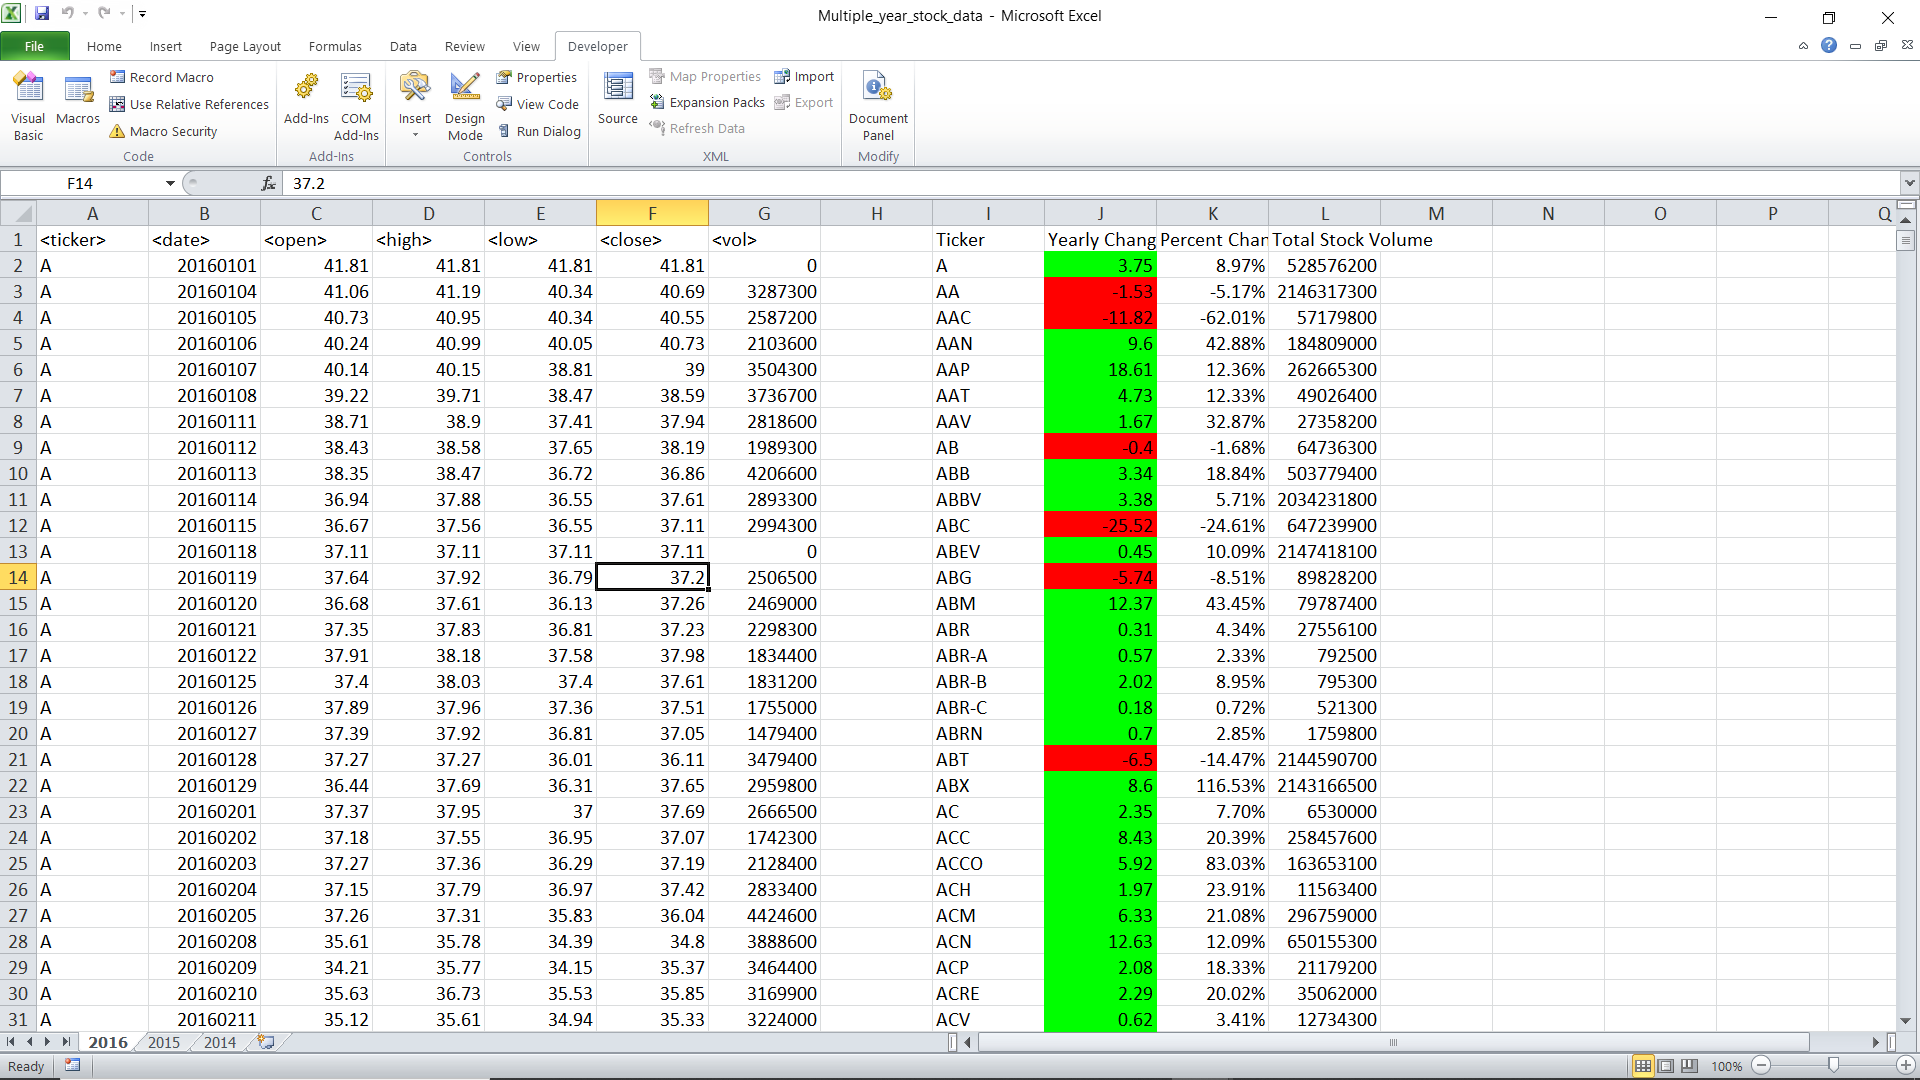 Multiple_year_stock_data - Microsoft Excel
File Home Insert Page Layout Formulas Data Review View Developer
Visual Basic
Macros
Record Macro
Use Relative References
Macro Security
Code
Add-Ins
COM Add-Ins
Add-Ins
Insert
Design Mode
Properties
View Code
Run Dialog
Controls
Source
Map Properties
Expansion Packs
Refresh Data
Import
Export
XML
Document Panel
Modify
F14 fx 37.2
A B C D E F G H I J K L M N O P Q
1 <ticker> <date> <open> <high> <low> <close> <vol> Ticker Yearly Chang Percent Chan Total Stock Volume
2 A 20160101 41.81 41.81 41.81 41.81 0 A 3.75 8.97% 528576200
3 A 20160104 41.06 41.19 40.34 40.69 3287300 AA -1.53 -5.17% 2146317300
4 A 20160105 40.73 40.95 40.34 40.55 2587200 AAC -11.82 -62.01% 57179800
5 A 20160106 40.24 40.99 40.05 40.73 2103600 AAN 9.6 42.88% 184809000
6 A 20160107 40.14 40.15 38.81 39 3504300 AAP 18.61 12.36% 262665300
7 A 20160108 39.22 39.71 38.47 38.59 3736700 AAT 4.73 12.33% 49026400
8 A 20160111 38.71 38.9 37.41 37.94 2818600 AAV 1.67 32.87% 27358200
9 A 20160112 38.43 38.58 37.65 38.19 1989300 AB -0.4 -1.68% 64736300
10 A 20160113 38.35 38.47 36.72 36.86 4206600 ABB 3.34 18.84% 503779400
11 A 20160114 36.94 37.88 36.55 37.61 2893300 ABBV 3.38 5.71% 2034231800
12 A 20160115 36.67 37.56 36.55 37.11 2994300 ABC -25.52 -24.61% 647239900
13 A 20160118 37.11 37.11 37.11 37.11 0 ABEV 0.45 10.09% 2147418100
14 A 20160119 37.64 37.92 36.79 37.2 2506500 ABG -5.74 -8.51% 89828200
15 A 20160120 36.68 37.61 36.13 37.26 2469000 ABM 12.37 43.45% 79787400
16 A 20160121 37.35 37.83 36.81 37.23 2298300 ABR 0.31 4.34% 27556100
17 A 20160122 37.91 38.18 37.58 37.98 1834400 ABR-A 0.57 2.33% 792500
18 A 20160125 37.4 38.03 37.4 37.61 1831200 ABR-B 2.02 8.95% 795300
19 A 20160126 37.89 37.96 37.36 37.51 1755000 ABR-C 0.18 0.72% 521300
20 A 20160127 37.39 37.92 36.81 37.05 1479400 ABRN 0.7 2.85% 1759800
21 A 20160128 37.27 37.27 36.01 36.11 3479400 ABT -6.5 -14.47% 2144590700
22 A 20160129 36.44 37.69 36.31 37.65 2959800 ABX 8.6 116.53% 2143166500
23 A 20160201 37.37 37.95 37 37.69 2666500 AC 2.35 7.70% 6530000
24 A 20160202 37.18 37.55 36.95 37.07 1742300 ACC 8.43 20.39% 258457600
25 A 20160203 37.27 37.36 36.29 37.19 2128400 ACCO 5.92 83.03% 163653100
26 A 20160204 37.15 37.79 36.97 37.42 2833400 ACH 1.97 23.91% 11563400
27 A 20160205 37.26 37.31 35.83 36.04 4424600 ACM 6.33 21.08% 296759000
28 A 20160208 35.61 35.78 34.39 34.8 3888600 ACN 12.63 12.09% 650155300
29 A 20160209 34.21 35.77 34.15 35.37 3464400 ACP 2.08 18.33% 21179200
30 A 20160210 35.63 36.73 35.53 35.85 3169900 ACRE 2.29 20.02% 35062000
31 A 20160211 35.12 35.61 34.94 35.33 3224000 ACV 0.62 3.41% 12734300
2016 2015 2014
Ready 100%